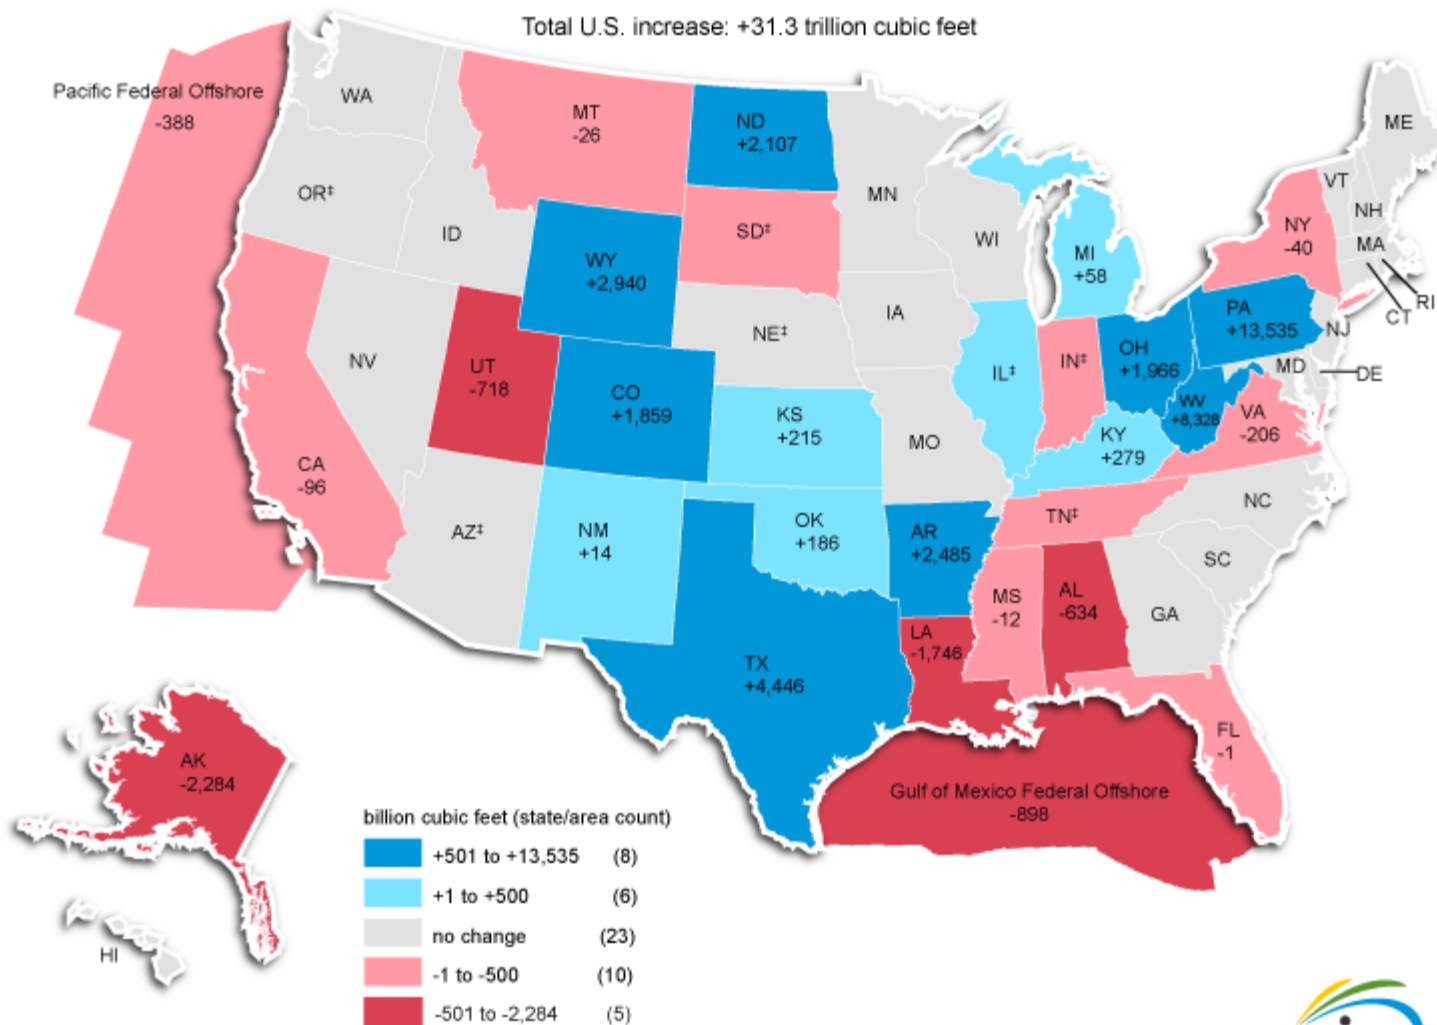 Total U.S. increase: +31.3 trillion cubic feet
Pacific Federal Offshore
-388
WA
OR‡
ID
MT
-26
ND
+2,107
SD‡
WY
+2,940
NE‡
MN
WI
IA
MI
+58
NY
-40
VT
NH
ME
MA
RI
CT
NJ
PA
+13,535
OH
+1,966
IN‡
IL‡
MD
DE
WV
+8,328
VA
-206
KY
+279
NV
UT
-718
CO
+1,859
KS
+215
MO
CA
-96
AZ‡
NM
+14
OK
+186
AR
+2,485
TN‡
NC
SC
MS
-12
AL
-634
GA
LA
-1,746
TX
+4,446
FL
-1
Gulf of Mexico Federal Offshore
-898
AK
-2,284
HI
billion cubic feet (state/area count)
+501 to +13,535 (8)
+1 to +500 (6)
no change (23)
-1 to -500 (10)
-501 to -2,284 (5)